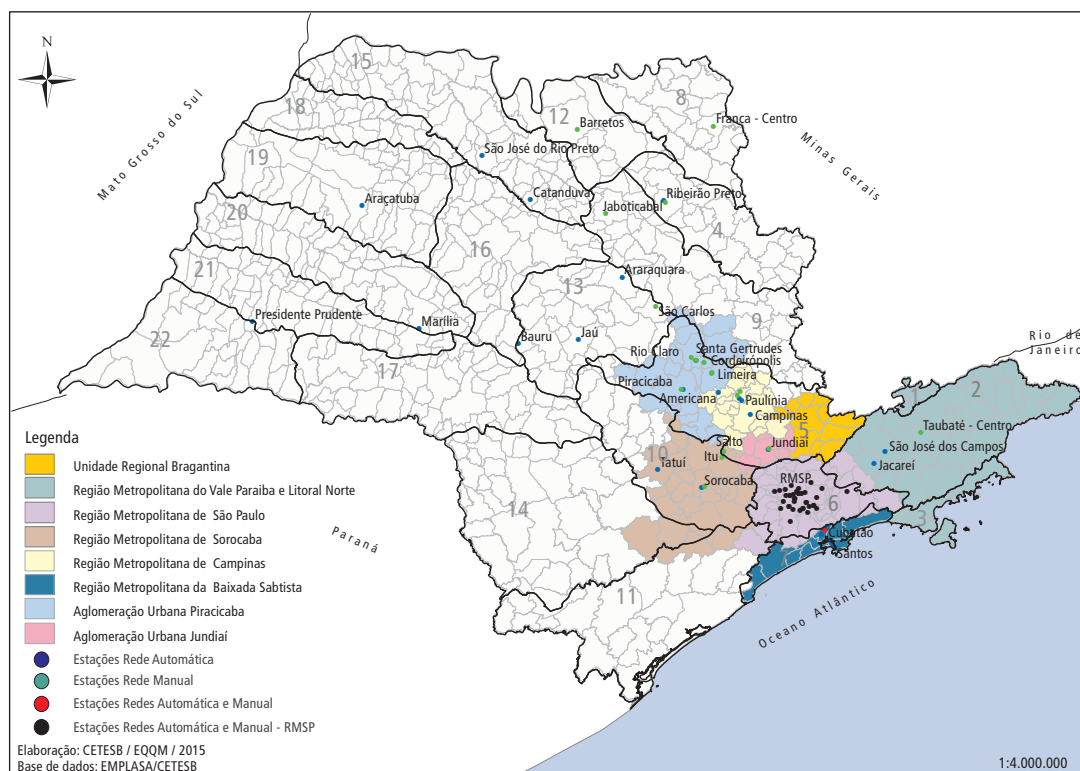 N
Mato Grosso do Sul
Minas Gerais
Rio de
Janeiro
Paraná
Oceano Atlântico
15
18
19
20
21
22
12
8
16
4
13
9
17
10
14
11
5
6
1
2
3
Barretos
Franca - Centro
São José do Rio Preto
Catanduva
Araçatuba
Jaboticabal
Ribeirão Preto
Araraquara
São Carlos
Presidente Prudente
Marília
Bauru
Jaú
Rio Claro
Santa Gertrudes
Cordeirópolis
Limeira
Piracicaba
Americana
Paulínia
Campinas
Salto
Itu
Jundiaí
Tatuí
Sorocaba
RMSP
Taubaté - Centro
São José dos Campos
Jacareí
Cubatão
Santos
Legenda
Unidade Regional Bragantina
Região Metropolitana do Vale Paraiba e Litoral Norte
Região Metropolitana de São Paulo
Região Metropolitana de Sorocaba
Região Metropolitana de Campinas
Região Metropolitana da Baixada Sabtista
Aglomeração Urbana Piracicaba
Aglomeração Urbana Jundiaí
Estações Rede Automática
Estações Rede Manual
Estações Redes Automática e Manual
Estações Redes Automática e Manual - RMSP
Elaboração: CETESB / EQQM / 2015
Base de dados: EMPLASA/CETESB
1:4.000.000